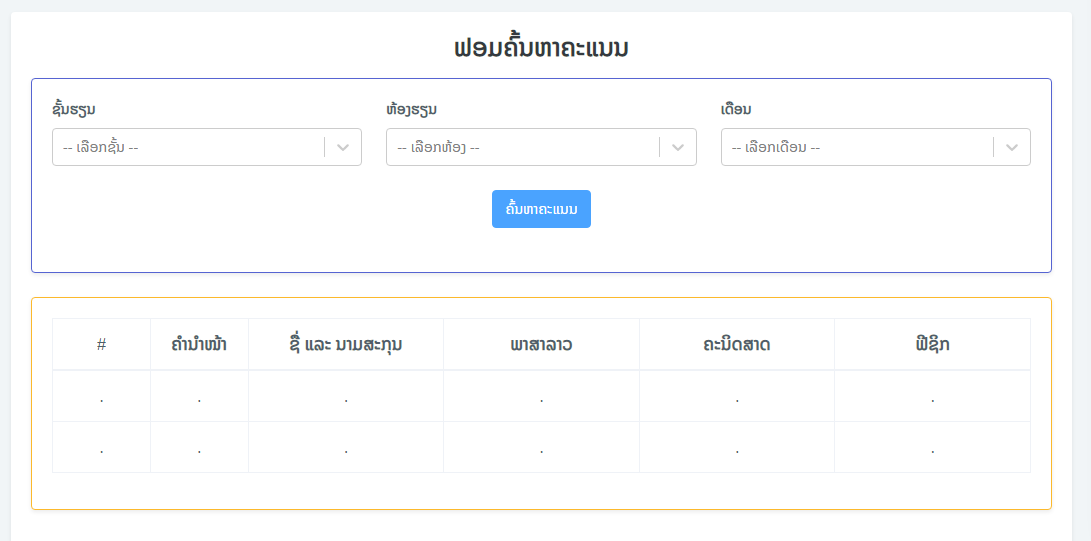 ຟອມຄົ້ນຫາຄະແນນ
ຊັ້ນຮຽນ ຫ້ອງຮຽນ ເດືອນ
-- ເລືອກຊັ້ນ -- -- ເລືອກຫ້ອງ -- -- ເລືອກເດືອນ --
ຄົ້ນຫາຄະແນນ
# ຄຳນຳໜ້າ ຊື່ ແລະ ນາມສະກຸນ ພາສາລາວ ຄະນິດສາດ ຟີຊິກ
. . . . . .
. . . . . .